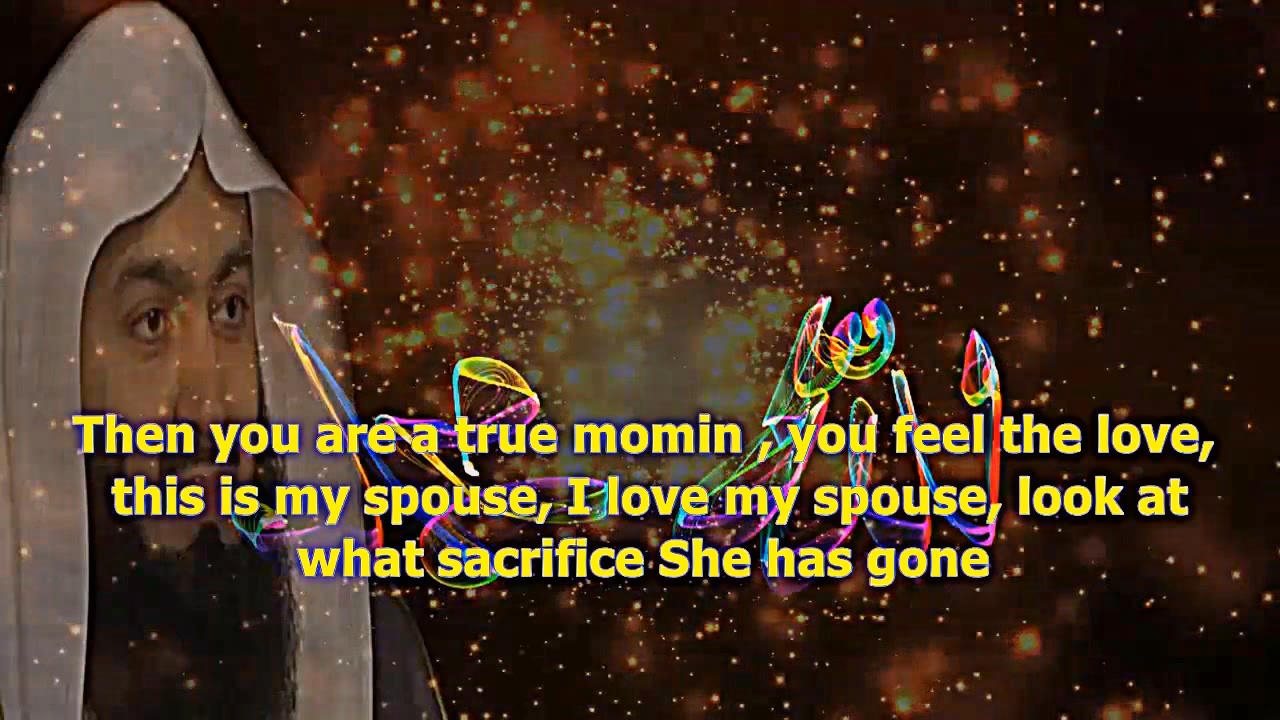 Then you are a true momin , you feel the love,
this is my spouse, I love my spouse, look at
what sacrifice She has gone